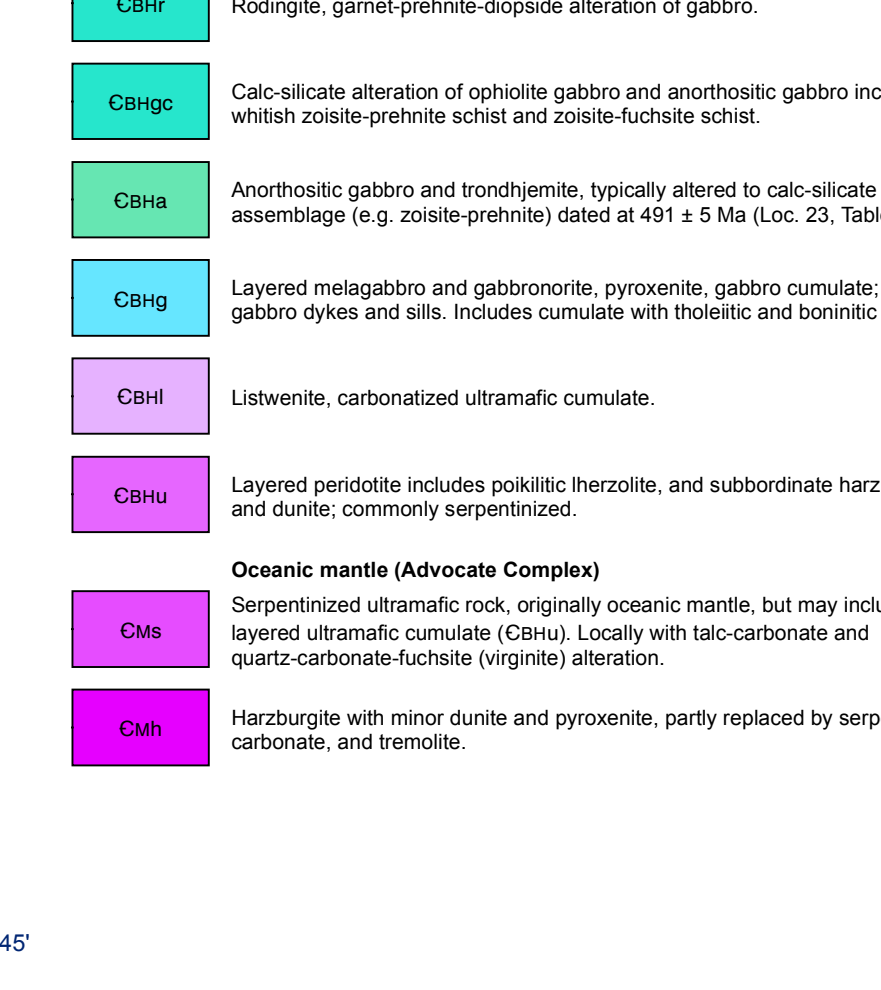 ЄBHr
Rodingite, garnet-prehnite-diopside alteration of gabbro.
ЄBHgc
Calc-silicate alteration of ophiolite gabbro and anorthositic gabbro inc
whitish zoisite-prehnite schist and zoisite-fuchsite schist.
ЄBHa
Anorthositic gabbro and trondhjemite, typically altered to calc-silicate
assemblage (e.g. zoisite-prehnite) dated at 491 ± 5 Ma (Loc. 23, Tabl
ЄBHg
Layered melagabbro and gabbronorite, pyroxenite, gabbro cumulate;
gabbro dykes and sills. Includes cumulate with tholeiitic and boninitic
ЄBHl
Listwenite, carbonatized ultramafic cumulate.
ЄBHu
Layered peridotite includes poikilitic lherzolite, and subbordinate harz
and dunite; commonly serpentinized.
Oceanic mantle (Advocate Complex)
ЄMs
Serpentinized ultramafic rock, originally oceanic mantle, but may inclu
layered ultramafic cumulate (ЄBHu). Locally with talc-carbonate and
quartz-carbonate-fuchsite (virginite) alteration.
ЄMh
Harzburgite with minor dunite and pyroxenite, partly replaced by serp
carbonate, and tremolite.
45'